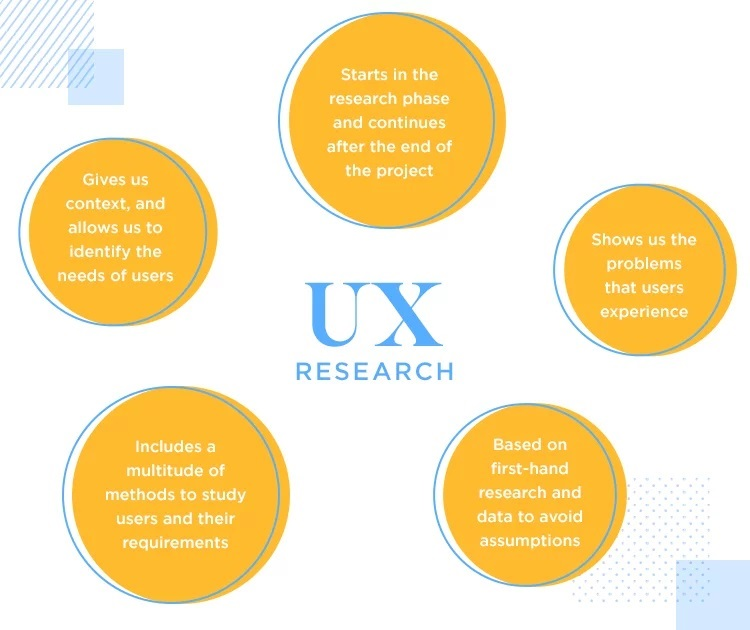 Starts in the
research phase
and continues
after the end of
the project
Gives us
context, and
allows us to
identify the
needs of users
Shows us the
problems
that users
experience
UX
RESEARCH
Includes a
multitude of
methods to study
users and their
requirements
Based on
first-hand
research and
data to avoid
assumptions